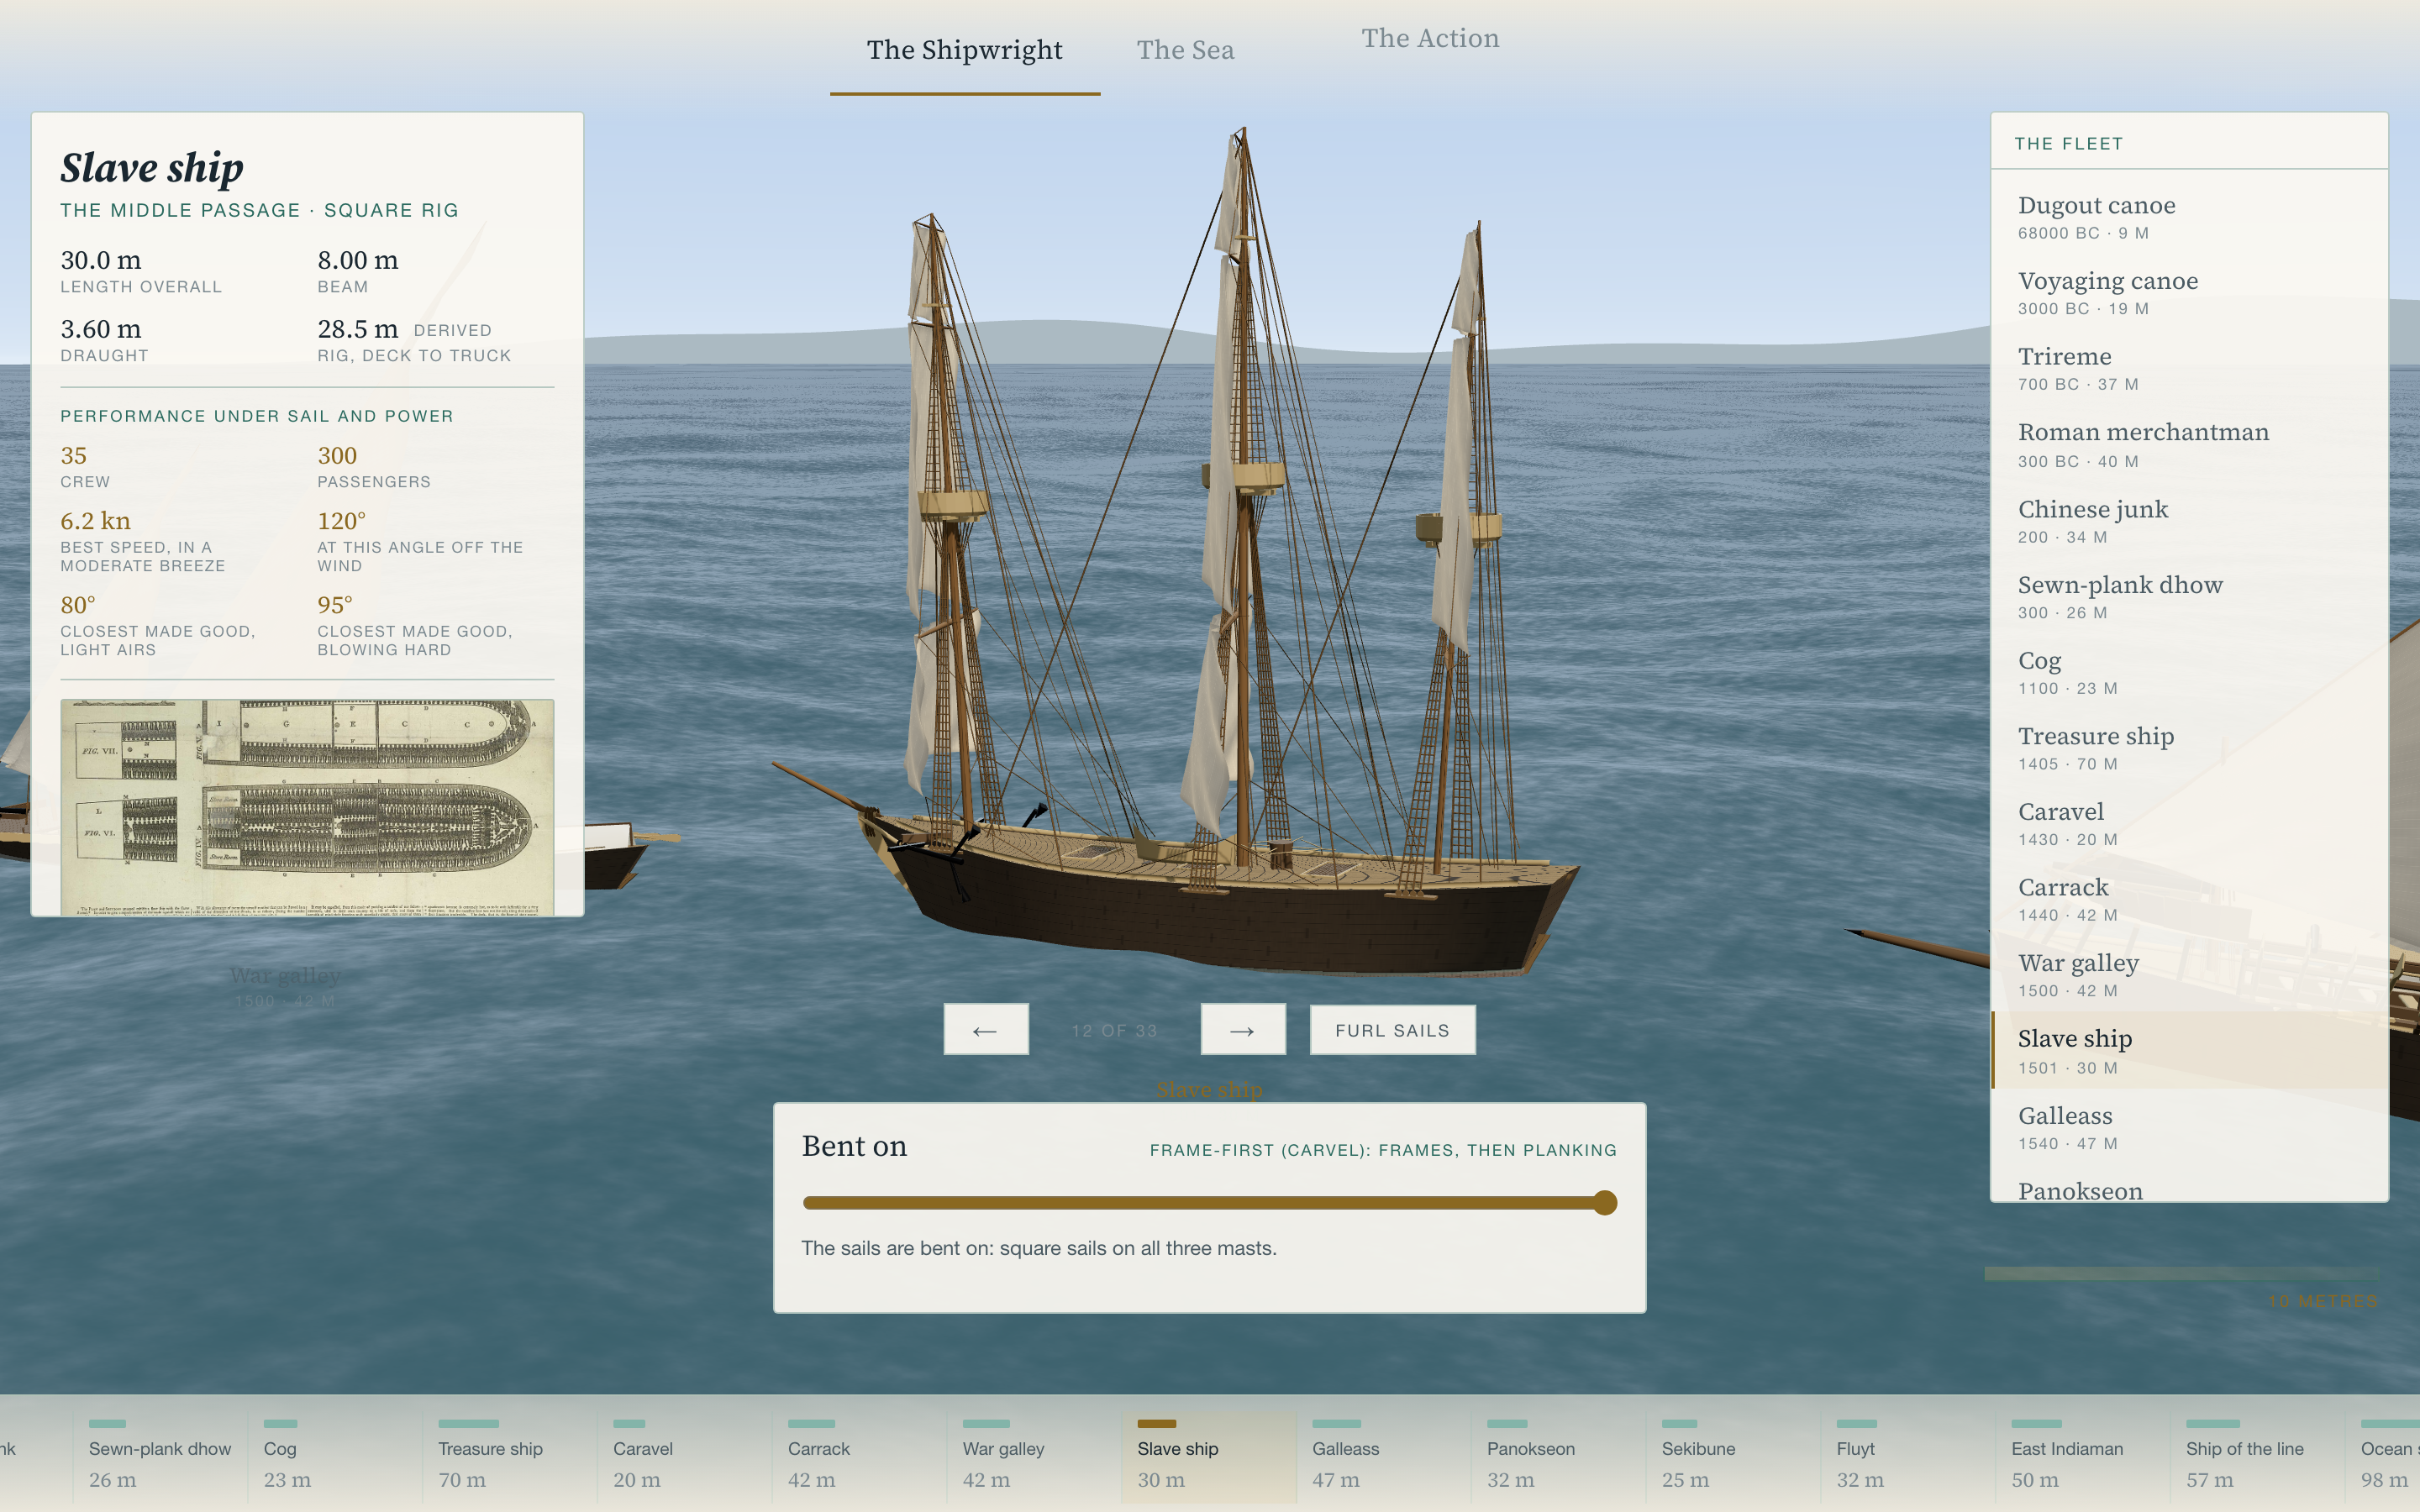 The Shipwright
The Sea
The Action
Slave ship
THE MIDDLE PASSAGE · SQUARE RIG
30.0 m
LENGTH OVERALL
8.00 m
BEAM
3.60 m
DRAUGHT
28.5 m DERIVED
RIG, DECK TO TRUCK
PERFORMANCE UNDER SAIL AND POWER
35
CREW
300
PASSENGERS
6.2 kn
BEST SPEED, IN A
MODERATE BREEZE
120°
AT THIS ANGLE OFF THE
WIND
80°
CLOSEST MADE GOOD,
LIGHT AIRS
95°
CLOSEST MADE GOOD,
BLOWING HARD
FIG. VII.
FIG. VI.
Store Room
Store Room
War galley
1500 · 42 M
←
12 OF 33
→
FURL SAILS
Slave ship
Bent on
FRAME-FIRST (CARVEL): FRAMES, THEN PLANKING
The sails are bent on: square sails on all three masts.
THE FLEET
Dugout canoe
68000 BC · 9 M
Voyaging canoe
3000 BC · 19 M
Trireme
700 BC · 37 M
Roman merchantman
300 BC · 40 M
Chinese junk
200 · 34 M
Sewn-plank dhow
300 · 26 M
Cog
1100 · 23 M
Treasure ship
1405 · 70 M
Caravel
1430 · 20 M
Carrack
1440 · 42 M
War galley
1500 · 42 M
Slave ship
1501 · 30 M
Galleass
1540 · 47 M
Panokseon
10 METRES
nk
Sewn-plank dhow
26 m
Cog
23 m
Treasure ship
70 m
Caravel
20 m
Carrack
42 m
War galley
42 m
Slave ship
30 m
Galleass
47 m
Panokseon
32 m
Sekibune
25 m
Fluyt
32 m
East Indiaman
50 m
Ship of the line
57 m
Ocean
98 m